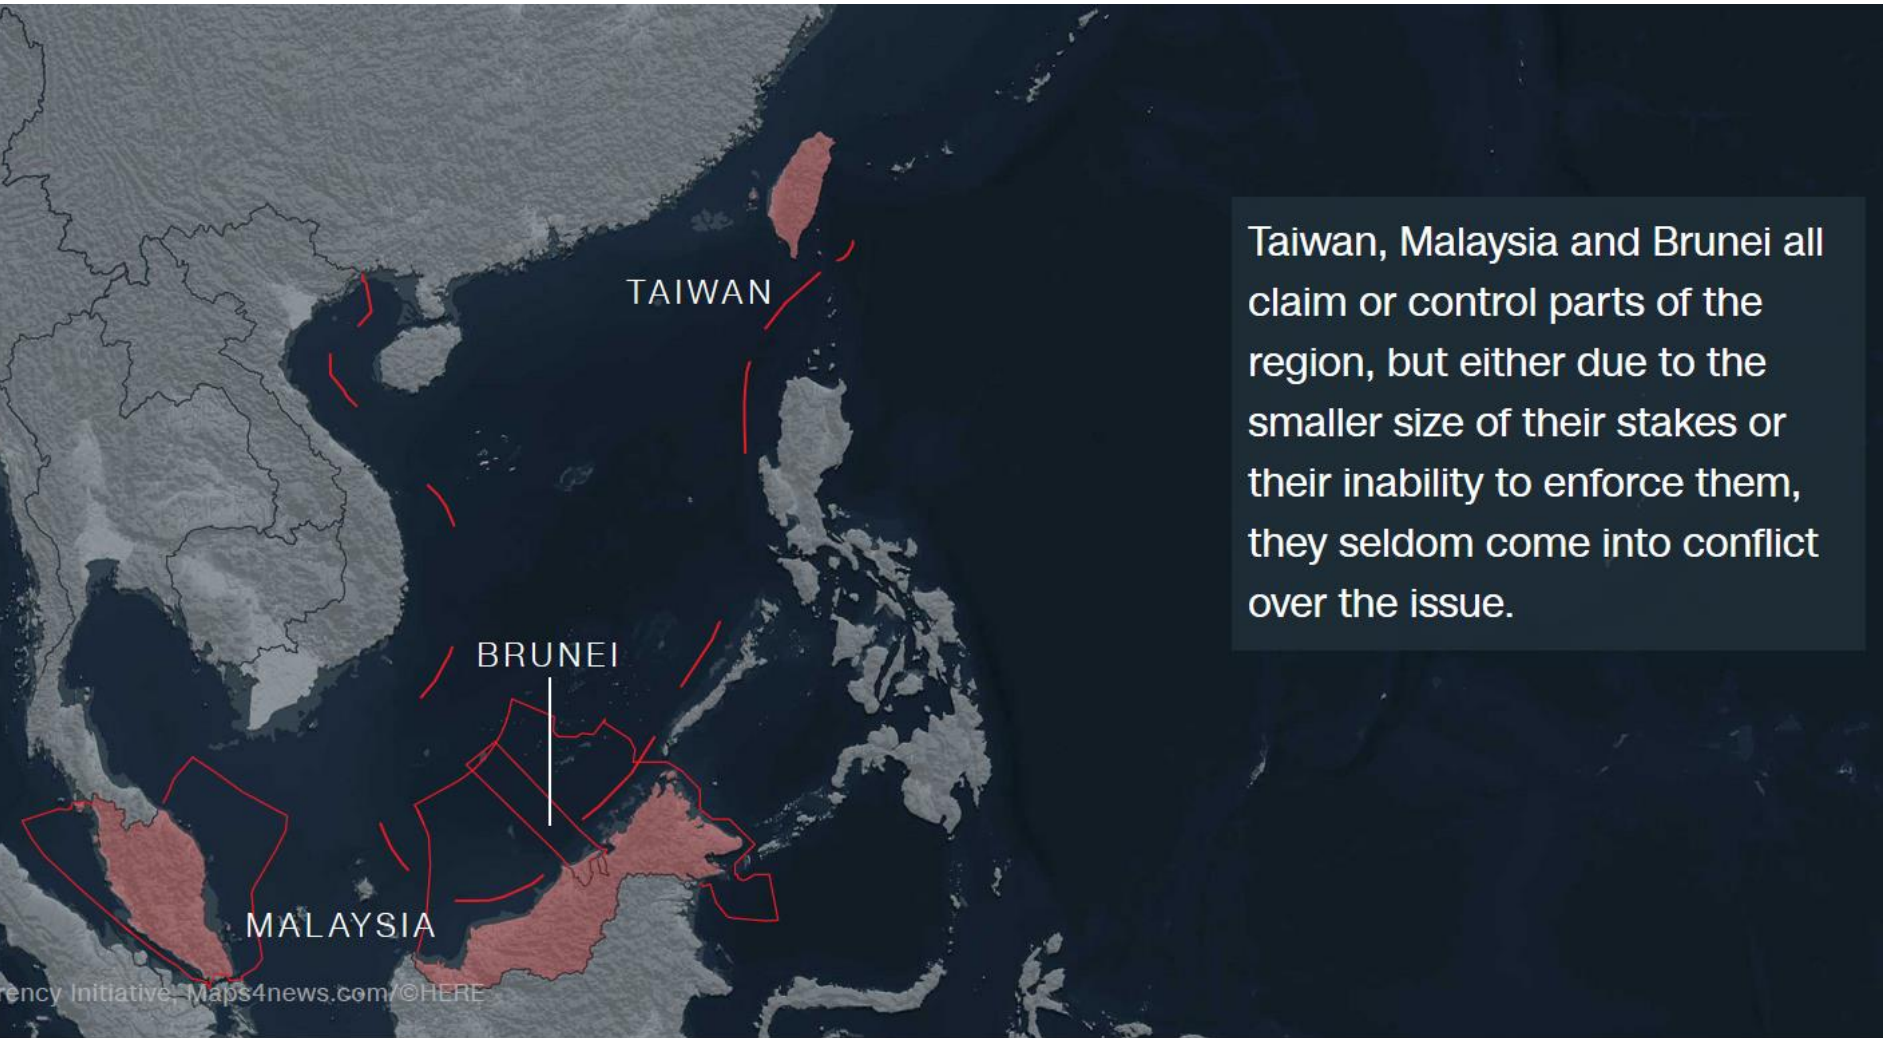 TAIWAN
Taiwan, Malaysia and Brunei all
claim or control parts of the
region, but either due to the
smaller size of their stakes or
their inability to enforce them,
they seldom come into conflict
over the issue.
BRUNEI
MALAYSIA
rency Initiative, Maps4news.com/©HERE